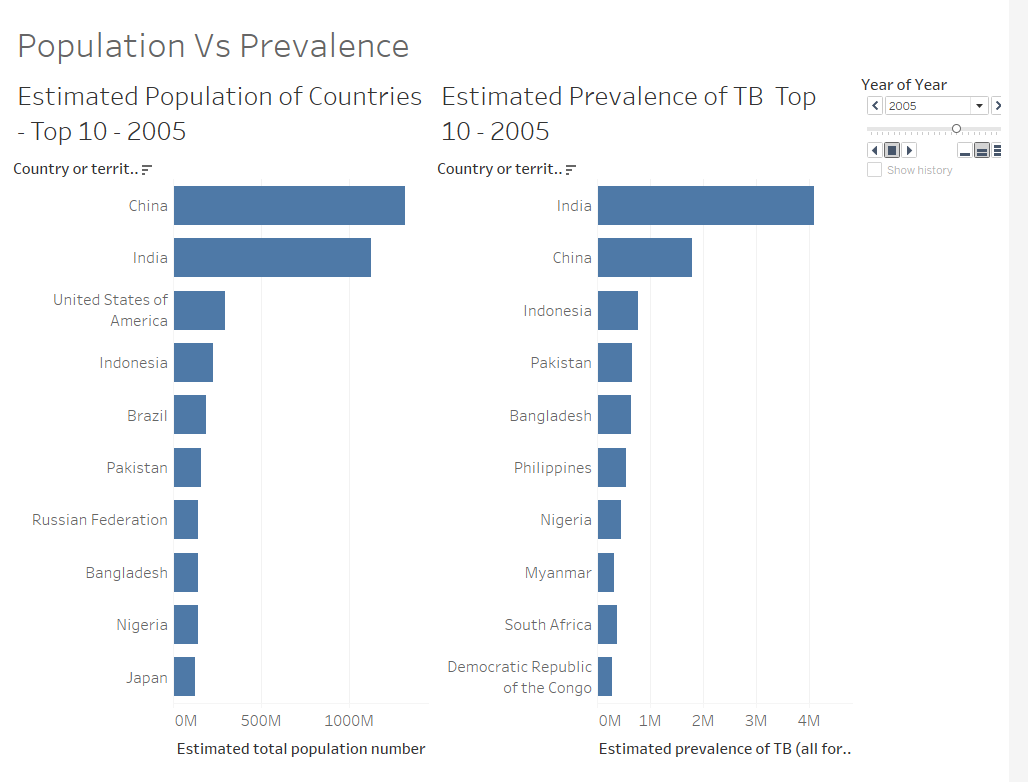 Population Vs Prevalence
Estimated Population of Countries
- Top 10 - 2005
Country or territ..
China
India
United States of
America
Indonesia
Brazil
Pakistan
Russian Federation
Bangladesh
Nigeria
Japan
0M 500M 1000M
Estimated total population number
Estimated Prevalence of TB Top
10 - 2005
Country or territ..
India
China
Indonesia
Pakistan
Bangladesh
Philippines
Nigeria
Myanmar
South Africa
Democratic Republic
of the Congo
0M 1M 2M 3M 4M
Estimated prevalence of TB (all for..
Year of Year
2005
Show history